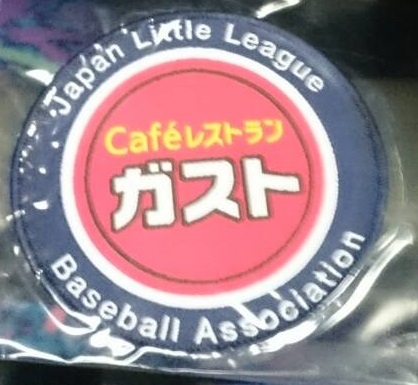 Japan Little League
Caféレストラン
ガスト
Baseball Association